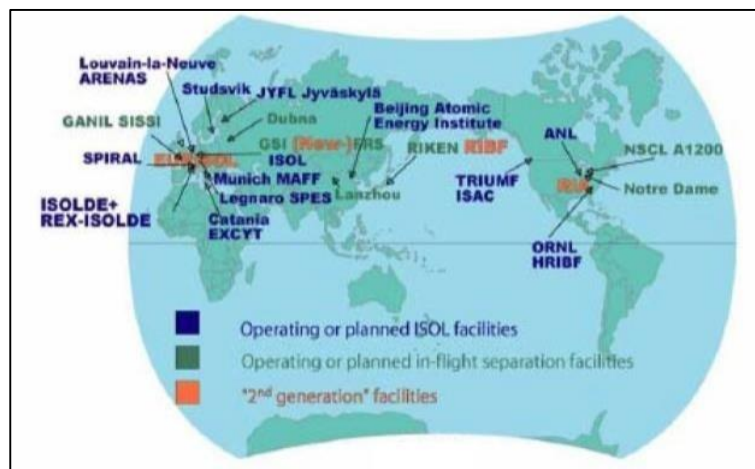 Louvain-la-Neuve
ARENAS
Studsvik
JYFL Jyväskylä
GANIL SISSI
Dubna
Beijing Atomic
Energy Institute
GSI (New-)FRS
RIKEN RIBF
ANL
NSCL A1200
SPIRAL
EURISOL
ISOL
Munich MAFF
Lanzhou
TRIUMF
ISAC
RIA
Notre Dame
Legnaro SPES
ISOLDE+
REX-ISOLDE
Catania
EXCYT
ORNL
HRIBF
Operating or planned ISOL facilities
Operating or planned in-flight separation facilities
"2nd generation" facilities